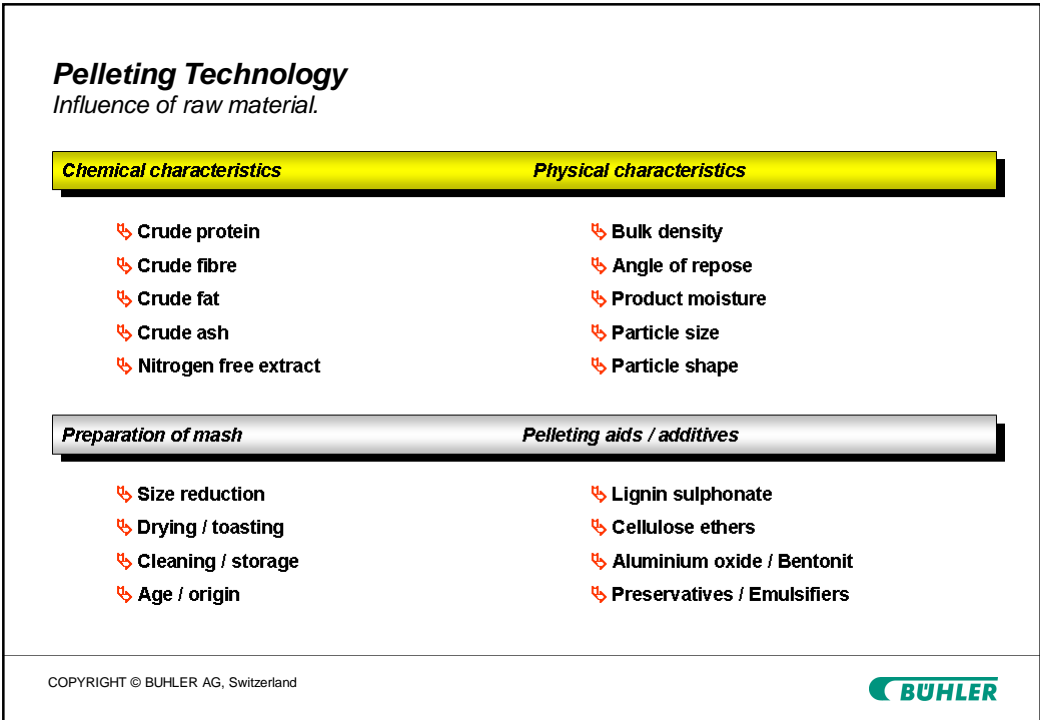 Pelleting Technology
Influence of raw material.
Chemical characteristics Physical characteristics
Crude protein Bulk density
Crude fibre Angle of repose
Crude fat Product moisture
Crude ash Particle size
Nitrogen free extract Particle shape
Preparation of mash Pelleting aids / additives
Size reduction Lignin sulphonate
Drying / toasting Cellulose ethers
Cleaning / storage Aluminium oxide / Bentonit
Age / origin Preservatives / Emulsifiers
COPYRIGHT © BUHLER AG, Switzerland
BÜHLER